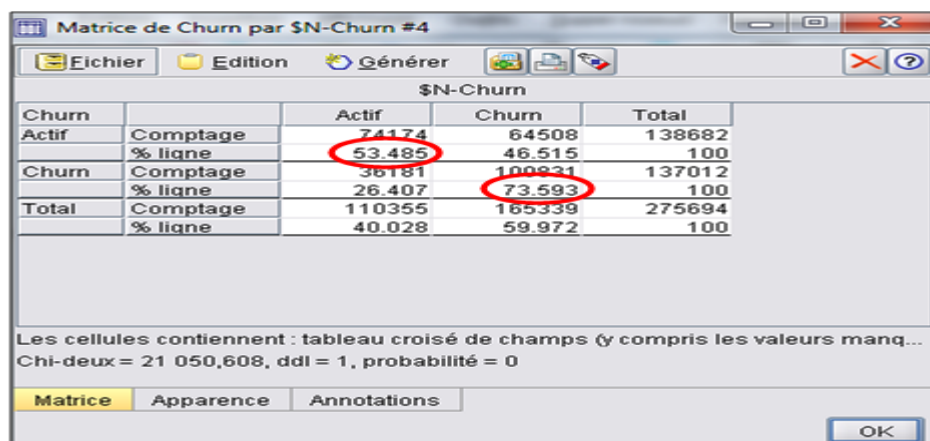 Matrice de Churn par $N-Churn #4
Fichier Edition Générer
$N-Churn
Churn Actif Churn Total
Actif Comptage 74174 64508 138682
% ligne 53.485 46.515 100
Churn Comptage 36181 100831 137012
% ligne 26.407 73.593 100
Total Comptage 110355 165339 275694
% ligne 40.028 59.972 100
Les cellules contiennent : tableau croisé de champs (y compris les valeurs manq...
Chi-deux = 21 050,608, ddl = 1, probabilité = 0
Matrice Apparence Annotations
OK